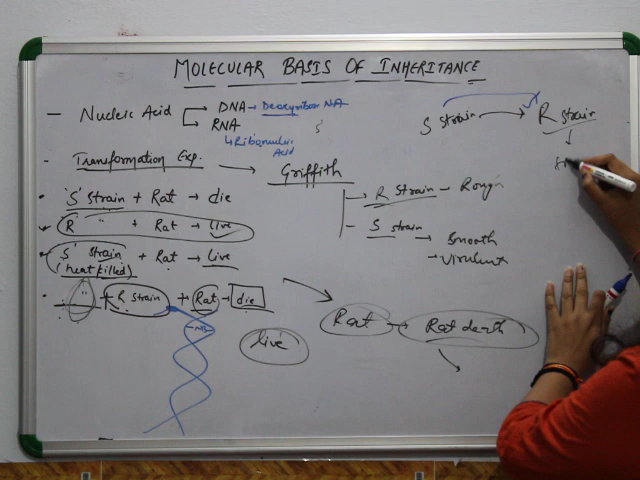 MOLECULAR BASIS OF INHERITANCE
– Nucleic Acid → DNA → Deoxyribo NA
→ RNA
↳ Ribonucleic Acid
S'
S strain → R strain
↓
- Transformation Exp. → Griffith
→ R strain – Rough
– S strain → Smooth
→ Virulent
• 'S' strain + Rat → die
• 'R' " + Rat → live
• 'S' strain (heat killed) + Rat → live
• " + R strain + Rat → die
live
Rat → Rat death